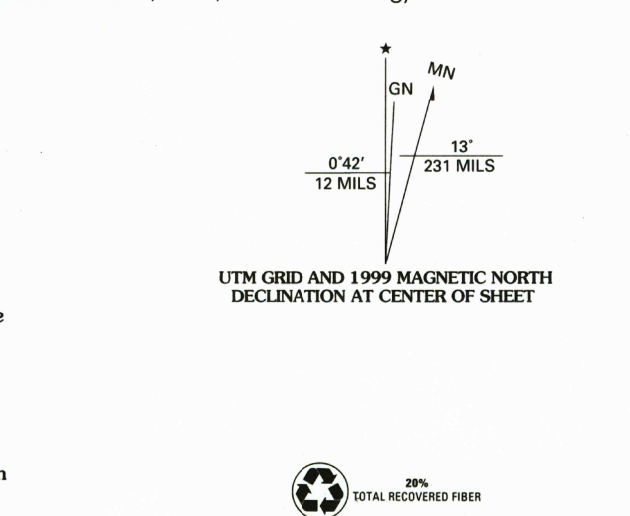 ★
MN
GN
13°
0°42'
231 MILS
12 MILS
UTM GRID AND 1999 MAGNETIC NORTH
DECLINATION AT CENTER OF SHEET
20%
TOTAL RECOVERED FIBER